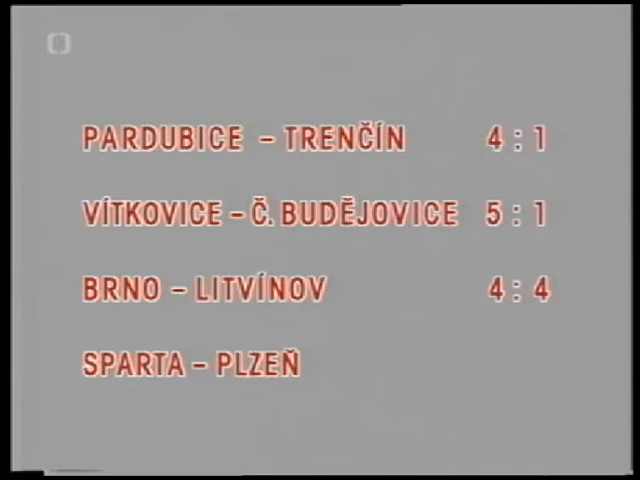 PARDUBICE – TRENČÍN 4 : 1
VÍTKOVICE – Č. BUDĚJOVICE 5 : 1
BRNO – LITVÍNOV 4 : 4
SPARTA – PLZEŇ